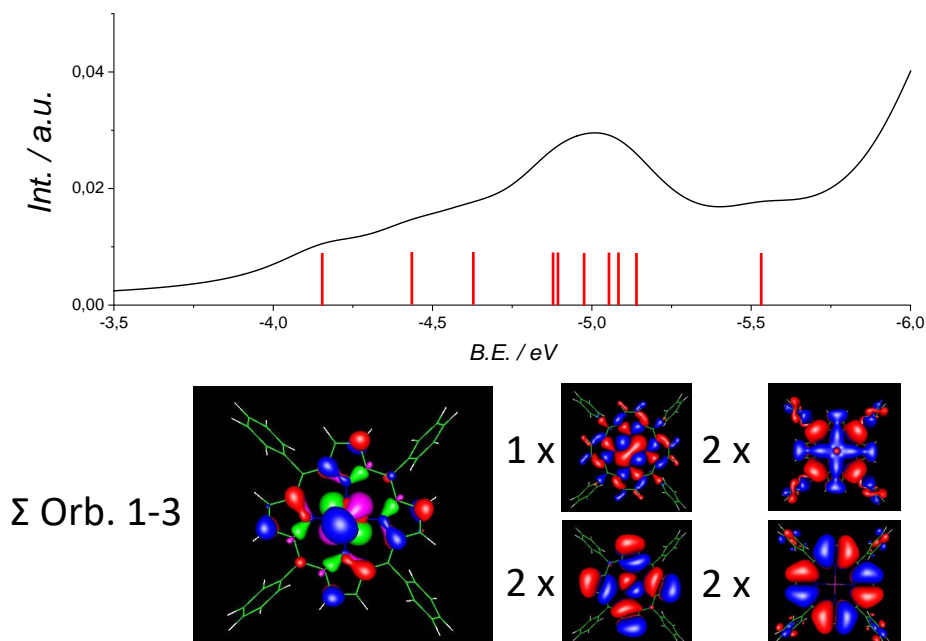 Int. / a.u.
0,04
0,02
0,00
-3,5 -4,0 -4,5 -5,0 -5,5 -6,0
B.E. / eV
Σ Orb. 1-3
1 x 2 x
2 x 2 x